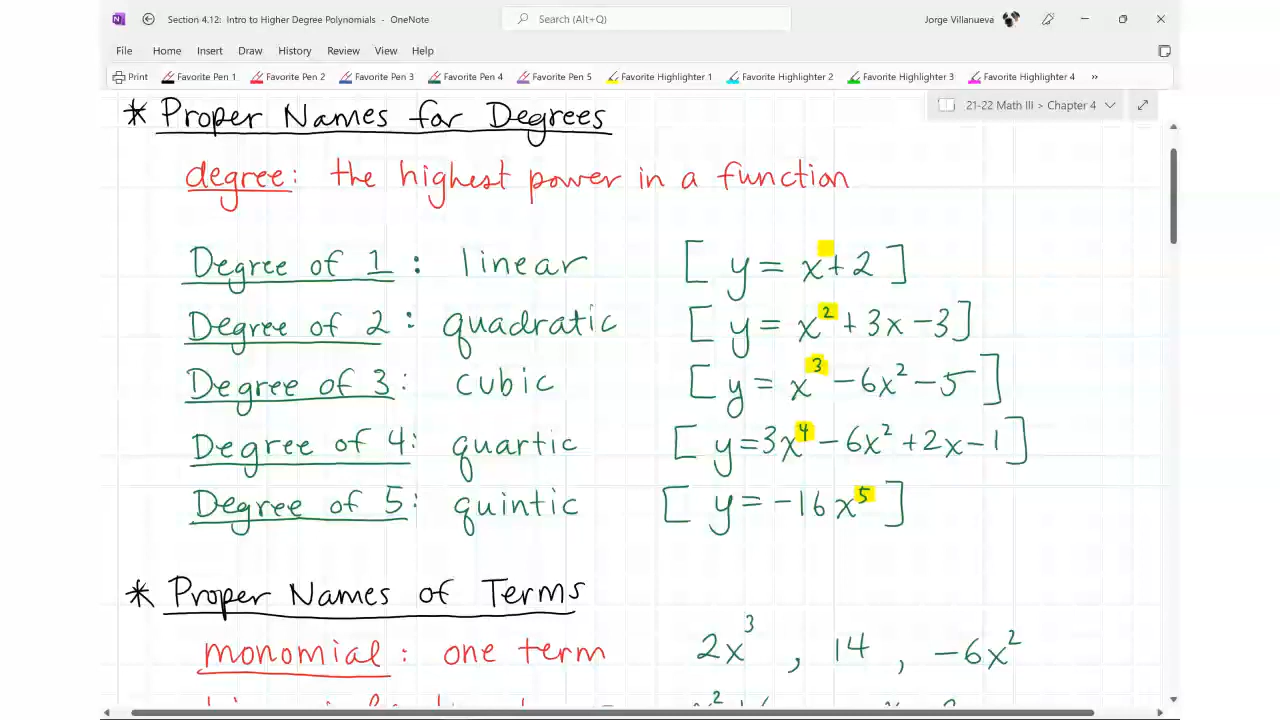 Section 4.12: Intro to Higher Degree Polynomials - OneNote
Search (Alt+Q)
Jorge Villanueva
File Home Insert Draw History Review View Help
Print Favorite Pen 1 Favorite Pen 2 Favorite Pen 3 Favorite Pen 4 Favorite Pen 5 Favorite Highlighter 1 Favorite Highlighter 2 Favorite Highlighter 3 Favorite Highlighter 4 »
21-22 Math III > Chapter 4
* Proper Names for Degrees
degree: the highest power in a function
Degree of 1: linear [y = x + 2]
Degree of 2: quadratic [y = x² + 3x - 3]
Degree of 3: cubic [y = x³ - 6x² - 5]
Degree of 4: quartic [y = 3x⁴ - 6x² + 2x - 1]
Degree of 5: quintic [y = -16x⁵]
* Proper Names of Terms
monomial: one term 2x³, 14, -6x²